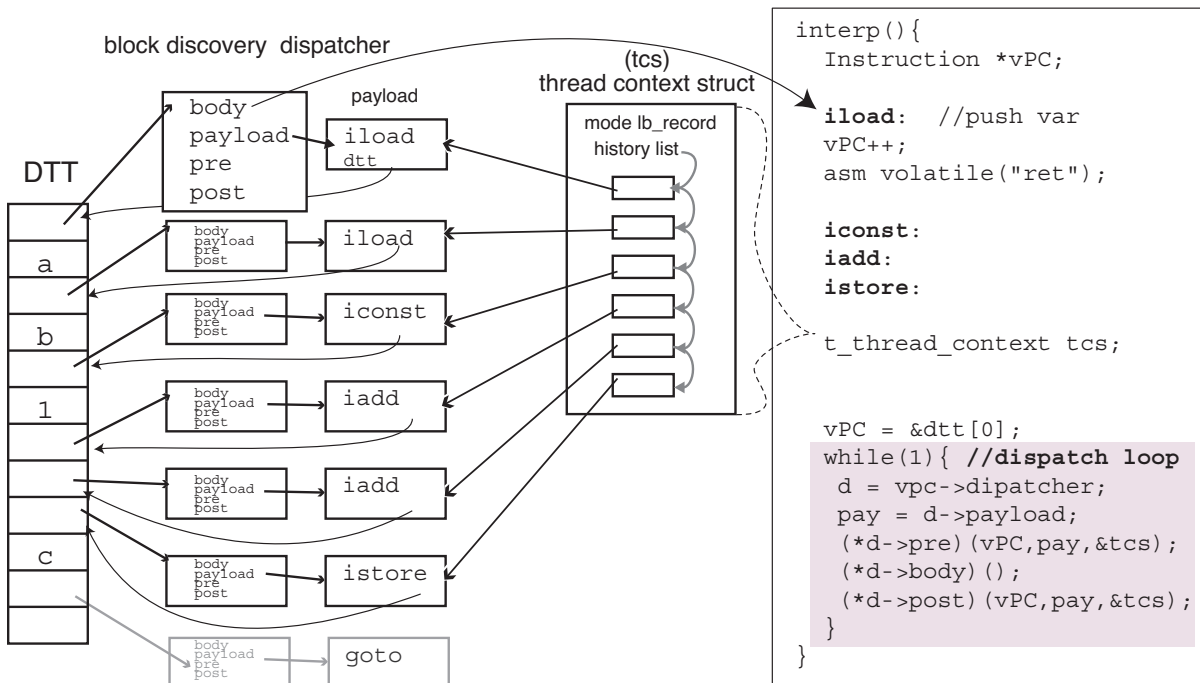 block discovery dispatcher
DTT
a
b
1
c
body
payload
pre
post
payload
iload
dtt
body
payload
pre
post
iload
body
payload
pre
post
iconst
body
payload
pre
post
iadd
body
payload
pre
post
iadd
body
payload
pre
post
istore
body
payload
pre
post
goto
(tcs)
thread context struct
mode lb_record
history list
interp(){
Instruction *vPC;
iload: //push var
vPC++;
asm volatile("ret");
iconst:
iadd:
istore:
t_thread_context tcs;
vPC = &dtt[0];
while(1){ //dispatch loop
d = vpc->dipatcher;
pay = d->payload;
(*d->pre)(vPC,pay,&tcs);
(*d->body)();
(*d->post)(vPC,pay,&tcs);
}
}